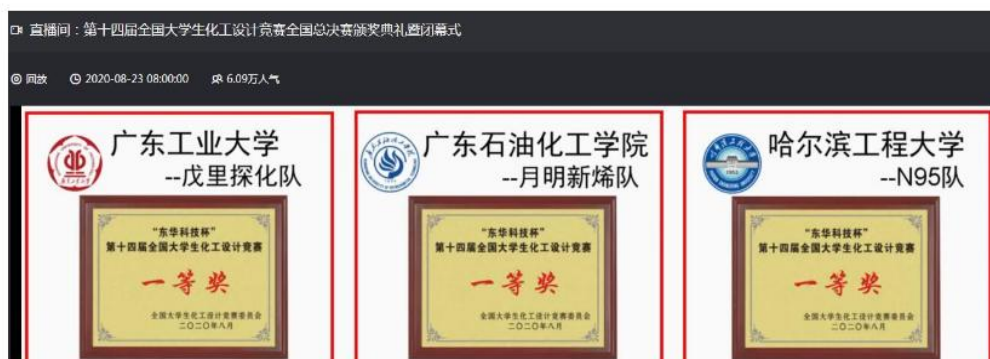 直播间：第十四届全国大学生化工设计竞赛全国总决赛颁奖典礼暨闭幕式
回放 2020-08-23 08:00:00 6.09万人气
广东工业大学
--戊里探化队
“东华科技杯”
第十四届全国大学生化工设计竞赛
一等奖
全国大学生化工设计竞赛委员会
二〇二〇年八月
广东石油化工学院
--月明新烯队
“东华科技杯”
第十四届全国大学生化工设计竞赛
一等奖
全国大学生化工设计竞赛委员会
二〇二〇年八月
哈尔滨工程大学
--N95队
“东华科技杯”
第十四届全国大学生化工设计竞赛
一等奖
全国大学生化工设计竞赛委员会
二〇二〇年八月